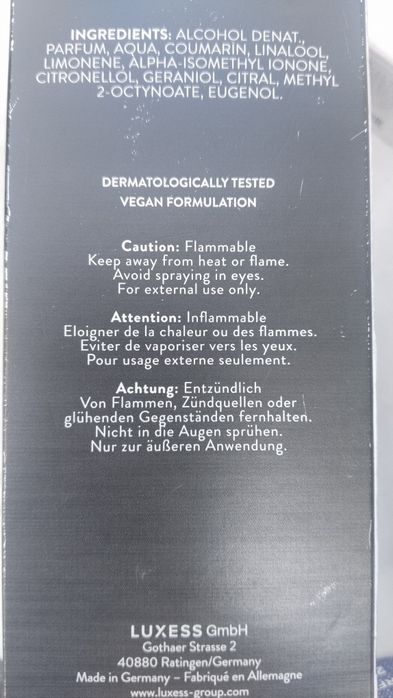 INGREDIENTS: ALCOHOL DENAT.,
PARFUM, AQUA, COUMARIN, LINALOOL,
LIMONENE, ALPHA-ISOMETHYL IONONE,
CITRONELLOL, GERANIOL, CITRAL, METHYL
2-OCTYNOATE, EUGENOL.
DERMATOLOGICALLY TESTED
VEGAN FORMULATION
Caution: Flammable
Keep away from heat or flame.
Avoid spraying in eyes.
For external use only.
Attention: Inflammable
Eloigner de la chaleur ou des flammes.
Eviter de vaporiser vers les yeux.
Pour usage externe seulement.
Achtung: Entzündlich
Von Flammen, Zündquellen oder
glühenden Gegenständen fernhalten.
Nicht in die Augen sprühen.
Nur zur äußeren Anwendung.
LUXESS GmbH
Gothaer Strasse 2
40880 Ratingen/Germany
Made in Germany – Fabriqué en Allemagne
www.luxess-group.com